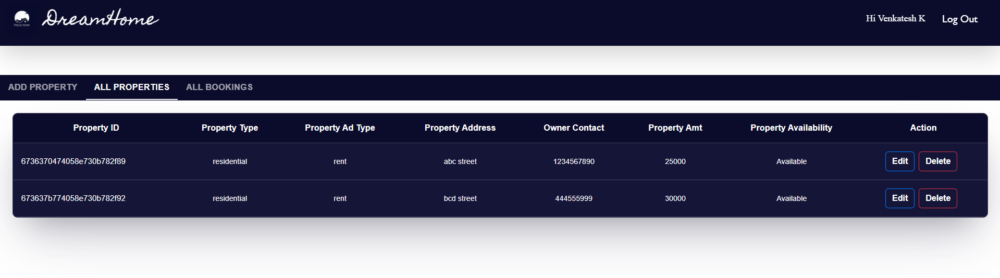 DREAM HOME
DreamHome
Hi Venkatesh K Log Out
ADD PROPERTY ALL PROPERTIES ALL BOOKINGS
Property ID Property Type Property Ad Type Property Address Owner Contact Property Amt Property Availability Action
6736370474058e730b782f89 residential rent abc street 1234567890 25000 Available Edit Delete
673637b774058e730b782f92 residential rent bcd street 444555999 30000 Available Edit Delete